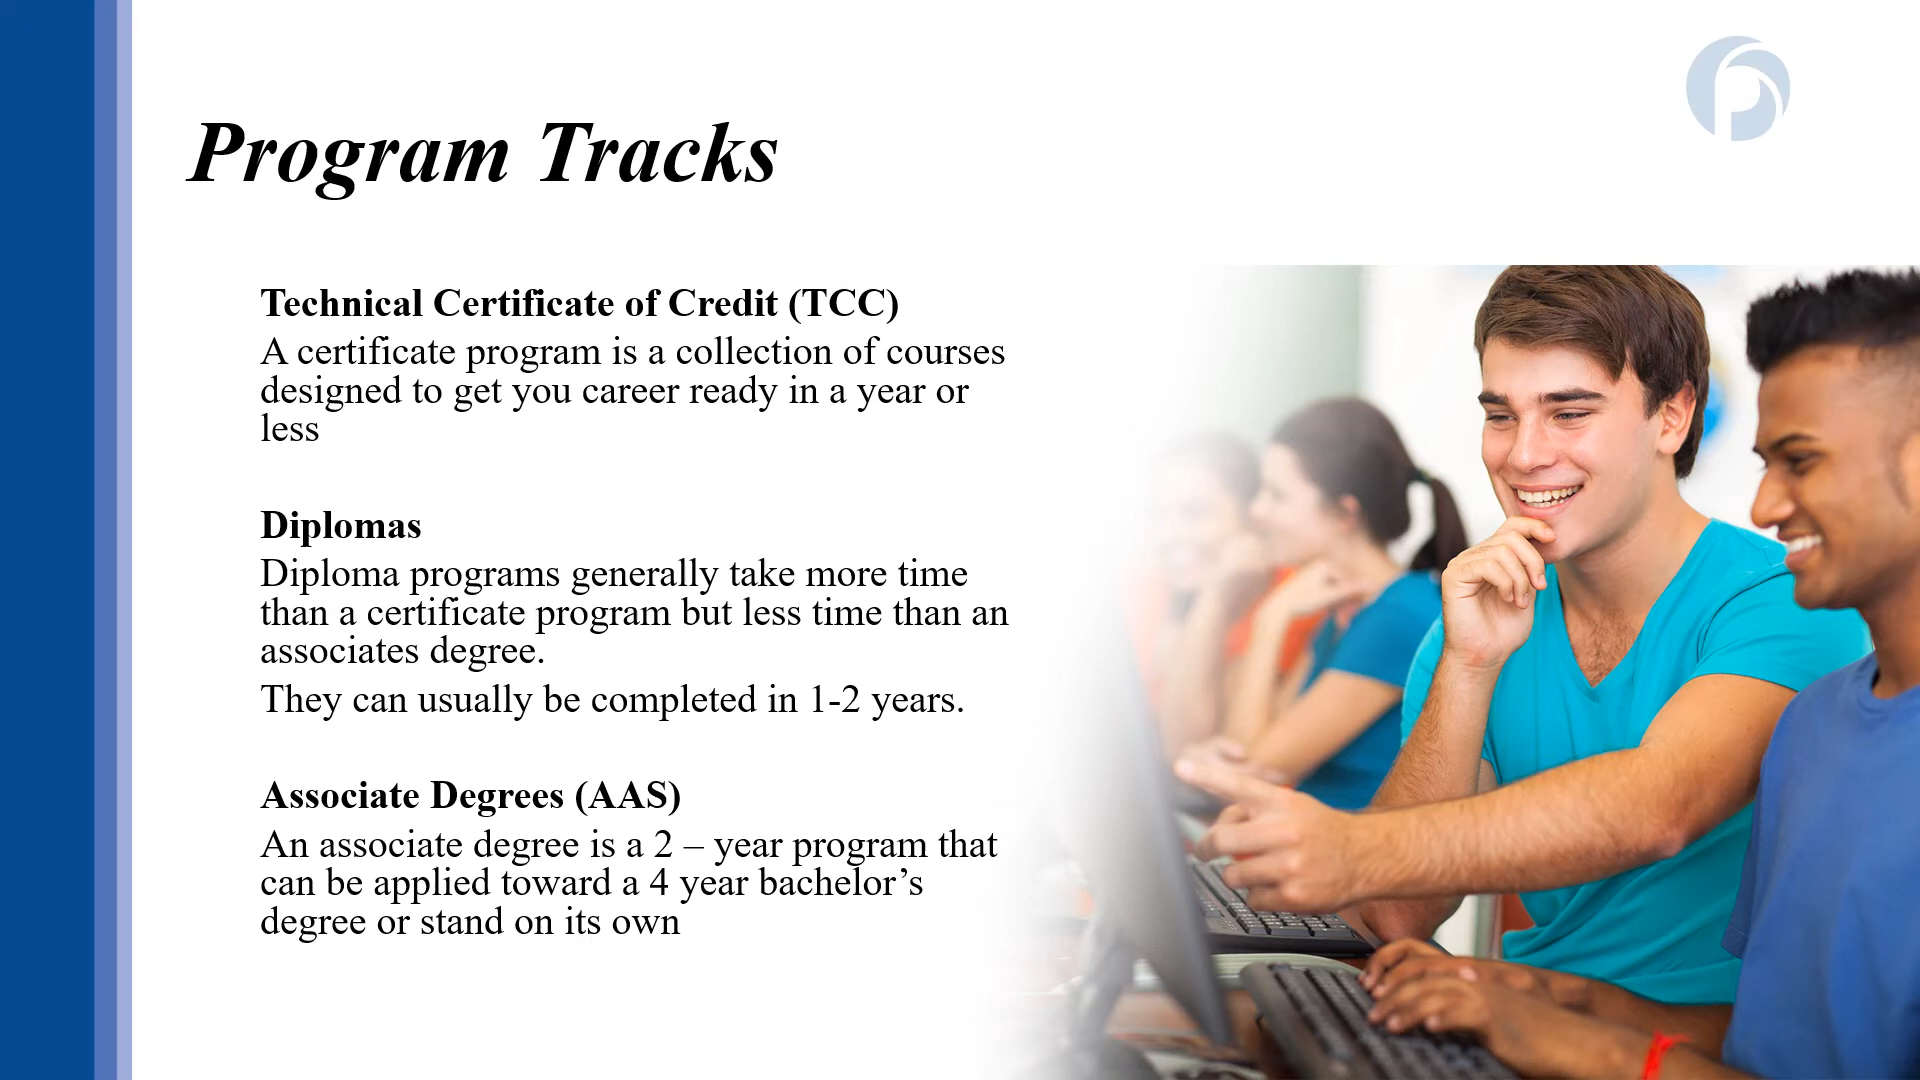 Program Tracks
Technical Certificate of Credit (TCC)
A certificate program is a collection of courses
designed to get you career ready in a year or
less
Diplomas
Diploma programs generally take more time
than a certificate program but less time than an
associates degree.
They can usually be completed in 1-2 years.
Associate Degrees (AAS)
An associate degree is a 2 – year program that
can be applied toward a 4 year bachelor’s
degree or stand on its own